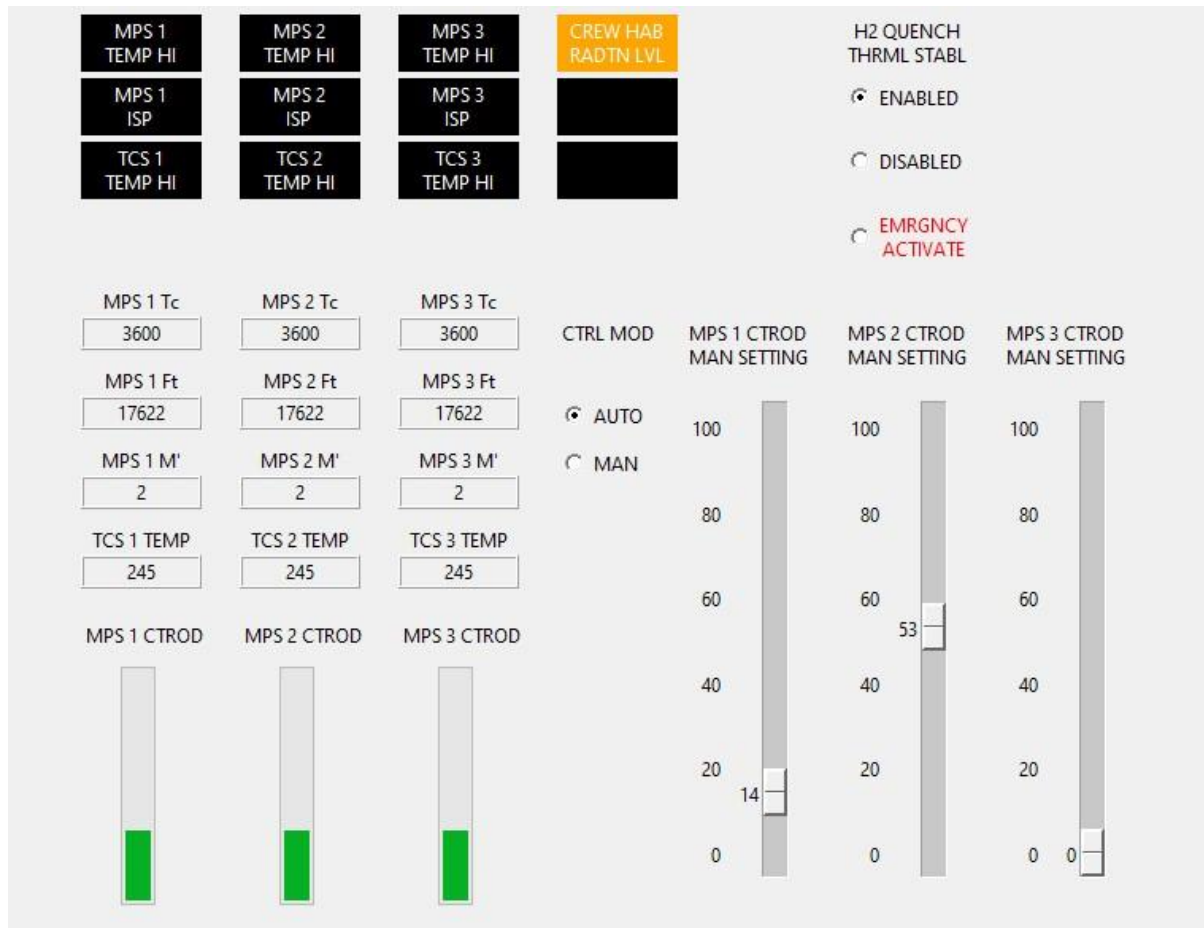 MPS 1
TEMP HI
MPS 2
TEMP HI
MPS 3
TEMP HI
CREW HAB
RADTN LVL
H2 QUENCH
THRML STABL
MPS 1
ISP
MPS 2
ISP
MPS 3
ISP
ENABLED
TCS 1
TEMP HI
TCS 2
TEMP HI
TCS 3
TEMP HI
DISABLED
EMRGNCY
ACTIVATE
MPS 1 Tc
3600
MPS 2 Tc
3600
MPS 3 Tc
3600
MPS 1 Ft
17622
MPS 2 Ft
17622
MPS 3 Ft
17622
MPS 1 M'
2
MPS 2 M'
2
MPS 3 M'
2
TCS 1 TEMP
245
TCS 2 TEMP
245
TCS 3 TEMP
245
MPS 1 CTROD
MPS 2 CTROD
MPS 3 CTROD
CTRL MOD
AUTO
MAN
MPS 1 CTROD
MAN SETTING
100
80
60
40
20
14
0
MPS 2 CTROD
MAN SETTING
100
80
60
53
40
20
0
MPS 3 CTROD
MAN SETTING
100
80
60
40
20
0 0